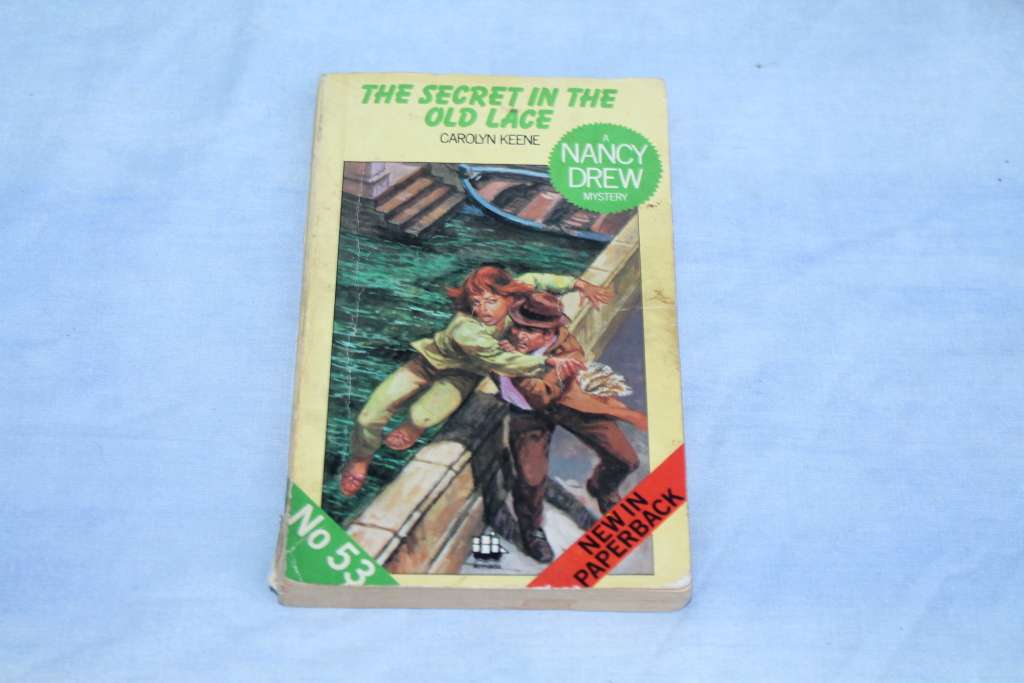 THE SECRET IN THE
OLD LACE
CAROLYN KEENE
A
NANCY
DREW
MYSTERY
No 53
NEW IN
PAPERBACK